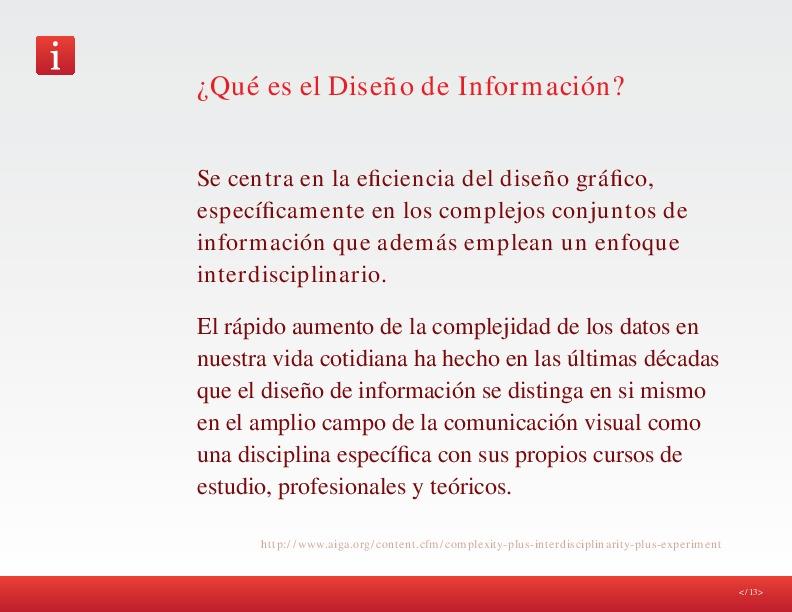 i
¿Qué es el Diseño de Información?
Se centra en la eficiencia del diseño gráfico,
específicamente en los complejos conjuntos de
información que además emplean un enfoque
interdisciplinario.
El rápido aumento de la complejidad de los datos en
nuestra vida cotidiana ha hecho en las últimas décadas
que el diseño de información se distinga en si mismo
en el amplio campo de la comunicación visual como
una disciplina específica con sus propios cursos de
estudio, profesionales y teóricos.
http://www.aiga.org/content.cfm/complexity-plus-interdisciplinarity-plus-experiment
</13>